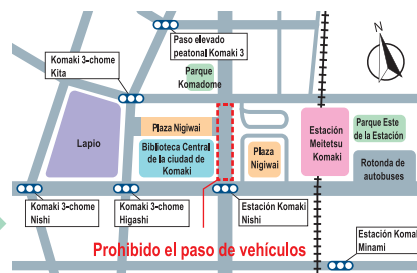 Paso elevado
peatonal Komaki 3
Komaki 3-chome
Kita
Parque
Komadome
N
Plaza Nigiwai
Lapio
Biblioteca Central
de la ciudad de
Komaki
Plaza
Nigiwai
Estación
Meitetsu
Komaki
Parque Este
de la Estación
Rotonda de
autobuses
Komaki 3-chome
Nishi
Komaki 3-chome
Higashi
Estación Komaki
Nishi
Prohibido el paso de vehículos
Estación Komaki
Minami